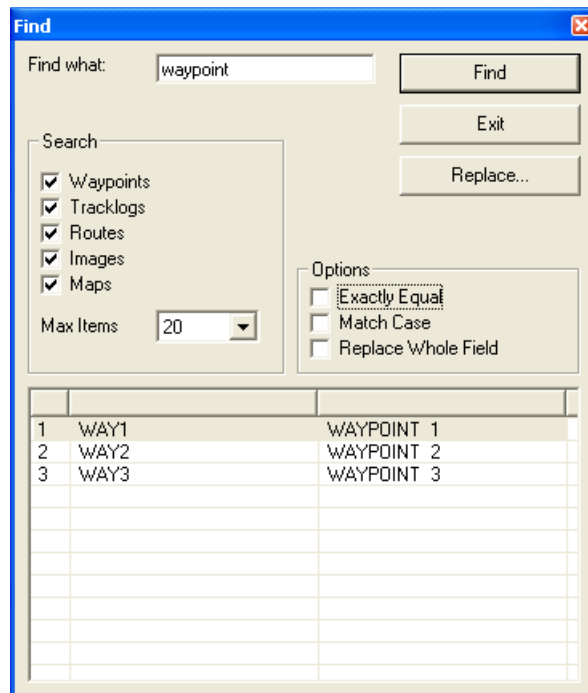 Find
Find what: waypoint
Find
Exit
Replace...
Search
Waypoints
Tracklogs
Routes
Images
Maps
Max Items 20
Options
Exactly Equal
Match Case
Replace Whole Field
1 WAY1 WAYPOINT 1
2 WAY2 WAYPOINT 2
3 WAY3 WAYPOINT 3